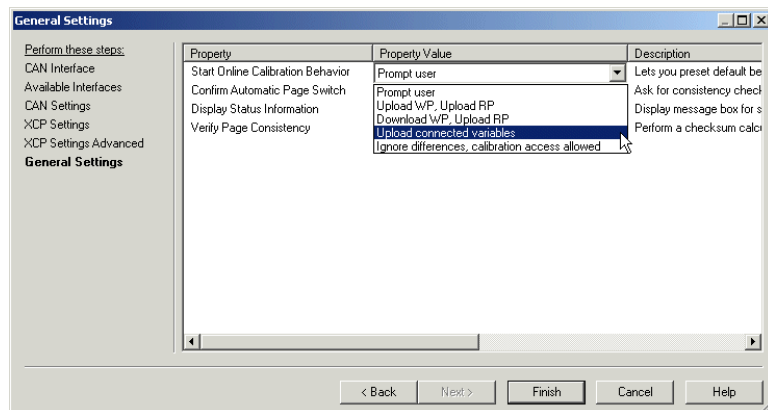 General Settings
Perform these steps:
CAN Interface
Available Interfaces
CAN Settings
XCP Settings
XCP Settings Advanced
General Settings
Property Property Value Description
Start Online Calibration Behavior Prompt user Lets you preset default be
Confirm Automatic Page Switch Ask for consistency check
Display Status Information Display message box for s
Verify Page Consistency Perform a checksum calcu
Prompt user
Upload WP, Upload RP
Download WP, Upload RP
Upload connected variables
Ignore differences, calibration access allowed
< Back Next > Finish Cancel Help